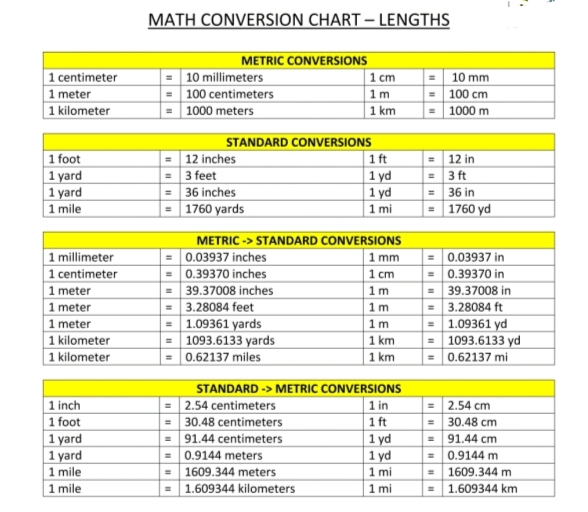 MATH CONVERSION CHART – LENGTHS
METRIC CONVERSIONS
1 centimeter = 10 millimeters 1 cm = 10 mm
1 meter = 100 centimeters 1 m = 100 cm
1 kilometer = 1000 meters 1 km = 1000 m
STANDARD CONVERSIONS
1 foot = 12 inches 1 ft = 12 in
1 yard = 3 feet 1 yd = 3 ft
1 yard = 36 inches 1 yd = 36 in
1 mile = 1760 yards 1 mi = 1760 yd
METRIC -> STANDARD CONVERSIONS
1 millimeter = 0.03937 inches 1 mm = 0.03937 in
1 centimeter = 0.39370 inches 1 cm = 0.39370 in
1 meter = 39.37008 inches 1 m = 39.37008 in
1 meter = 3.28084 feet 1 m = 3.28084 ft
1 meter = 1.09361 yards 1 m = 1.09361 yd
1 kilometer = 1093.6133 yards 1 km = 1093.6133 yd
1 kilometer = 0.62137 miles 1 km = 0.62137 mi
STANDARD -> METRIC CONVERSIONS
1 inch = 2.54 centimeters 1 in = 2.54 cm
1 foot = 30.48 centimeters 1 ft = 30.48 cm
1 yard = 91.44 centimeters 1 yd = 91.44 cm
1 yard = 0.9144 meters 1 yd = 0.9144 m
1 mile = 1609.344 meters 1 mi = 1609.344 m
1 mile = 1.609344 kilometers 1 mi = 1.609344 km